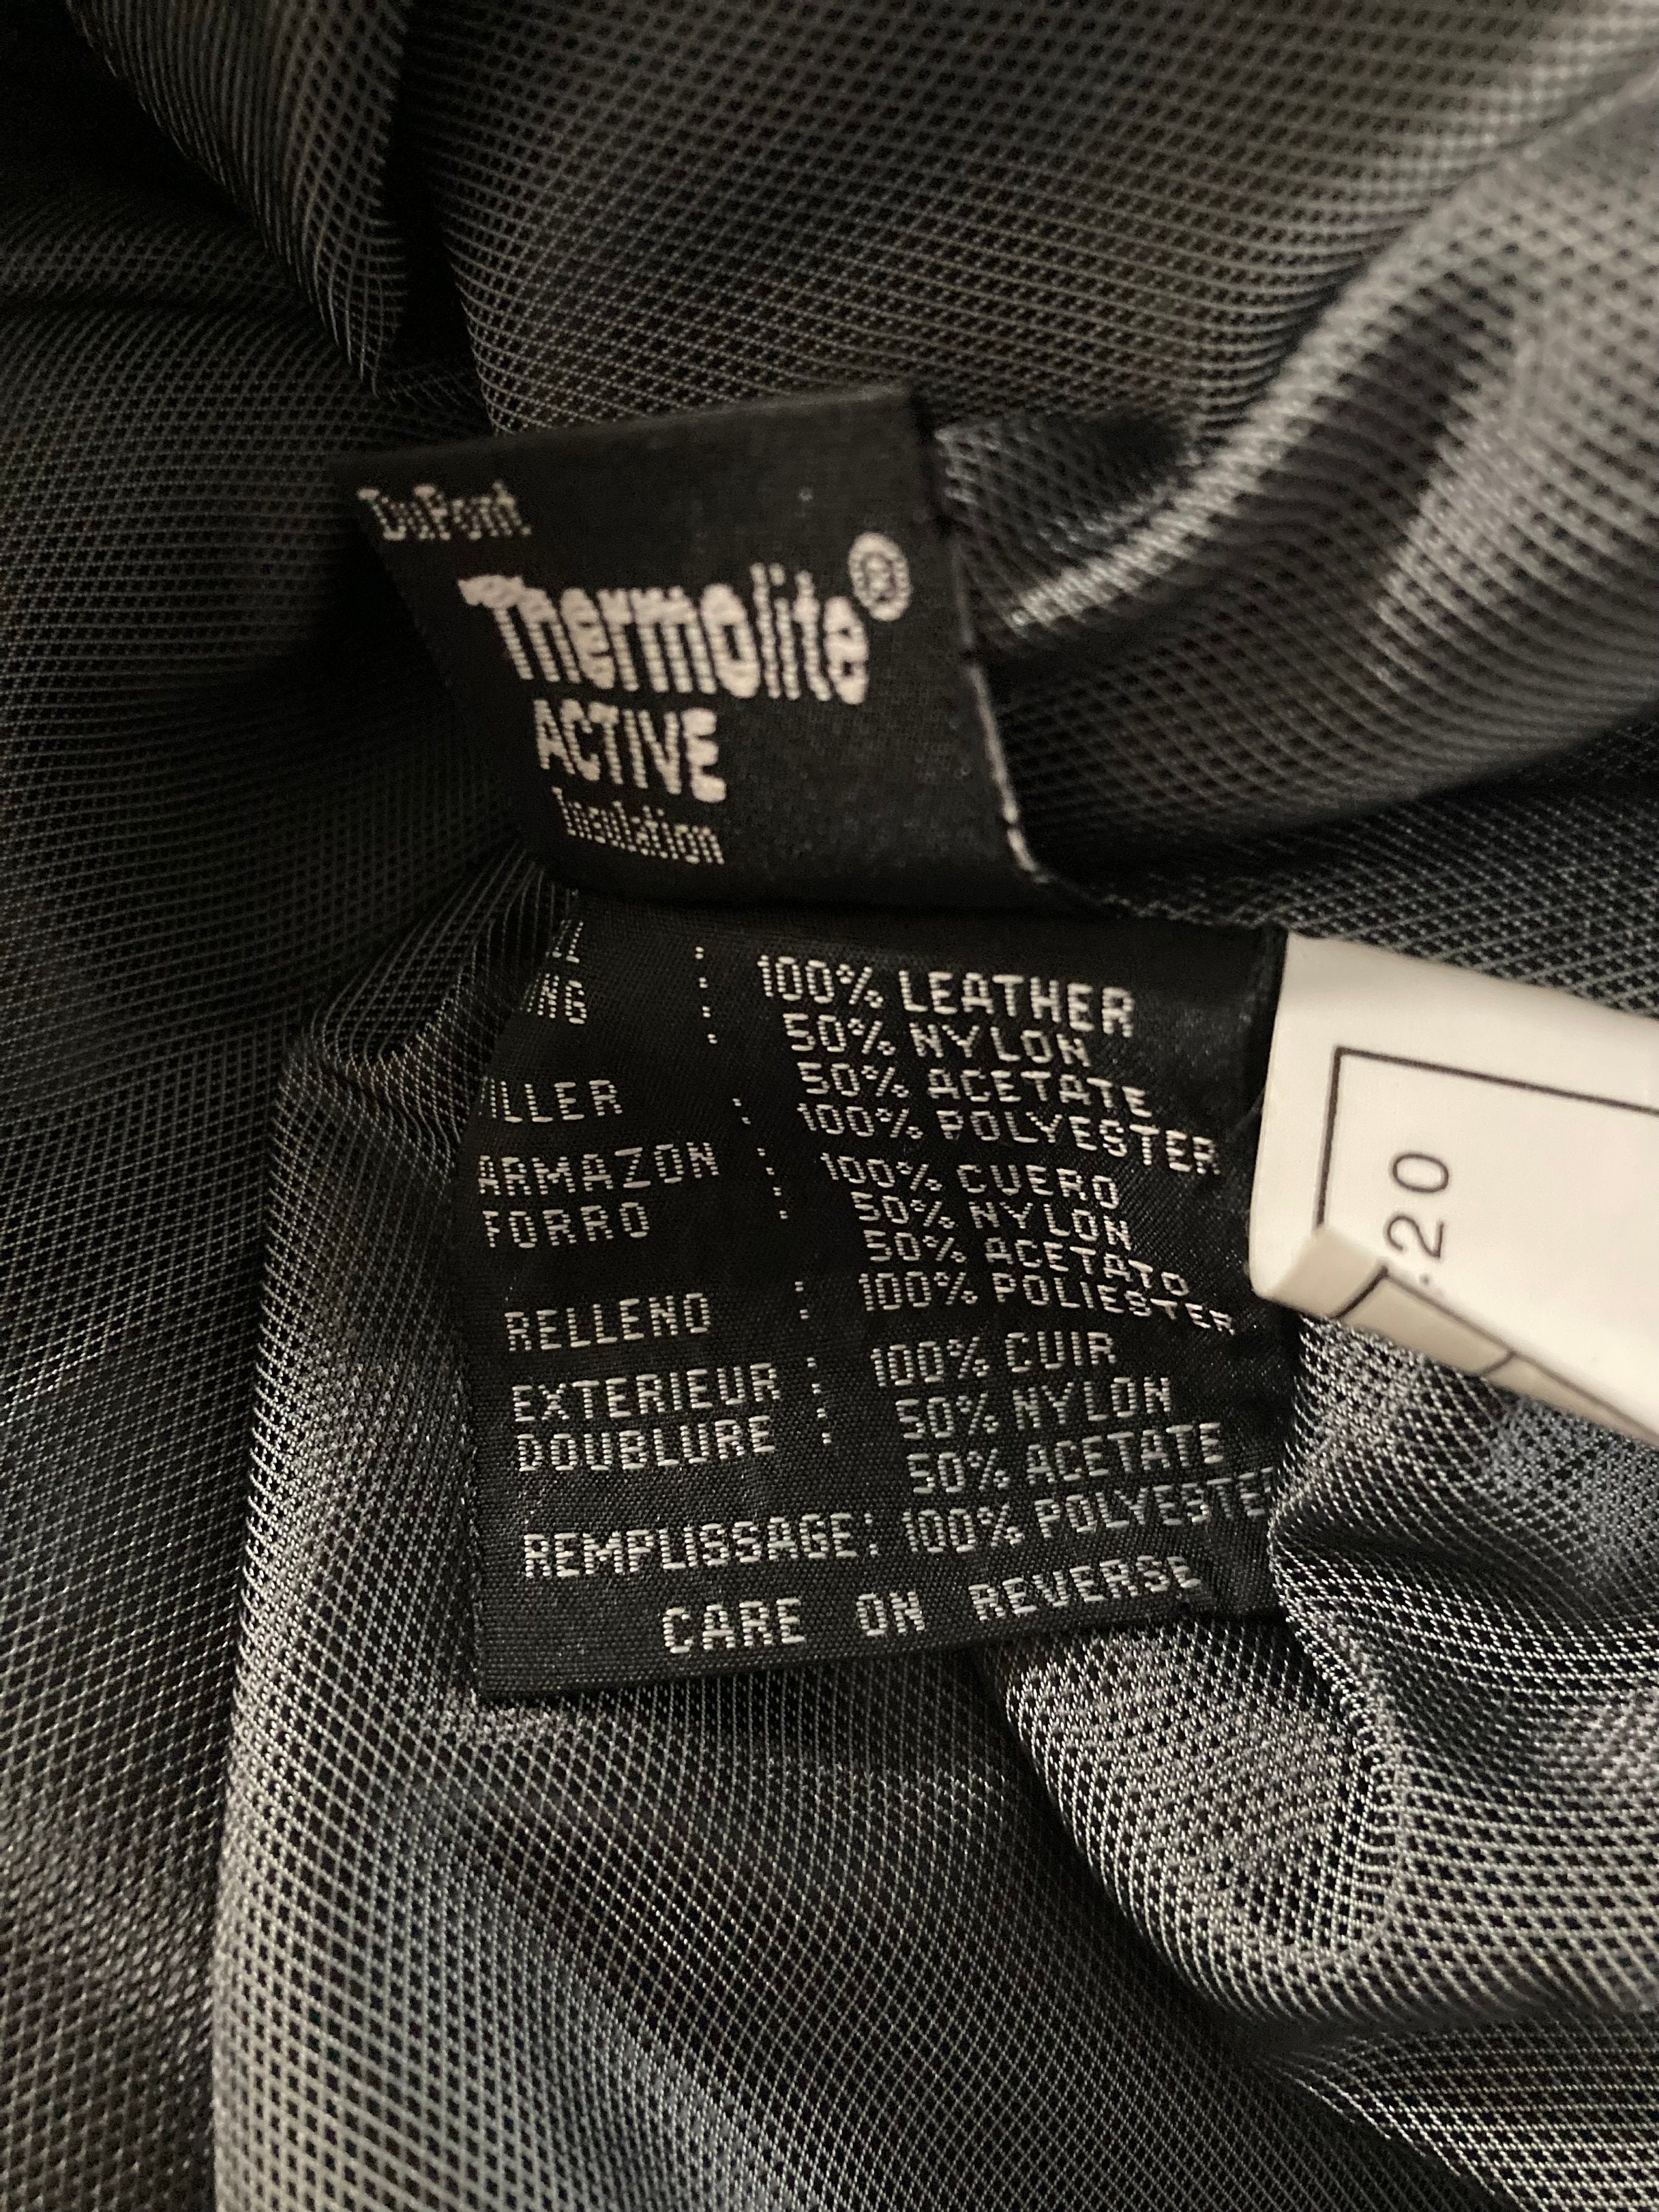 DuPont
Thermolite®
ACTIVE
Insulation
LL : 100% LEATHER
ING : 50% NYLON
50% ACETATE
ILLER : 100% POLYESTER
ARMAZON : 100% CUERO
FORRO : 50% NYLON
50% ACETATO
RELLENO : 100% POLIESTER
EXTERIEUR : 100% CUIR
DOUBLURE : 50% NYLON
50% ACETATE
REMPLISSAGE: 100% POLYESTER
CARE ON REVERSE
20